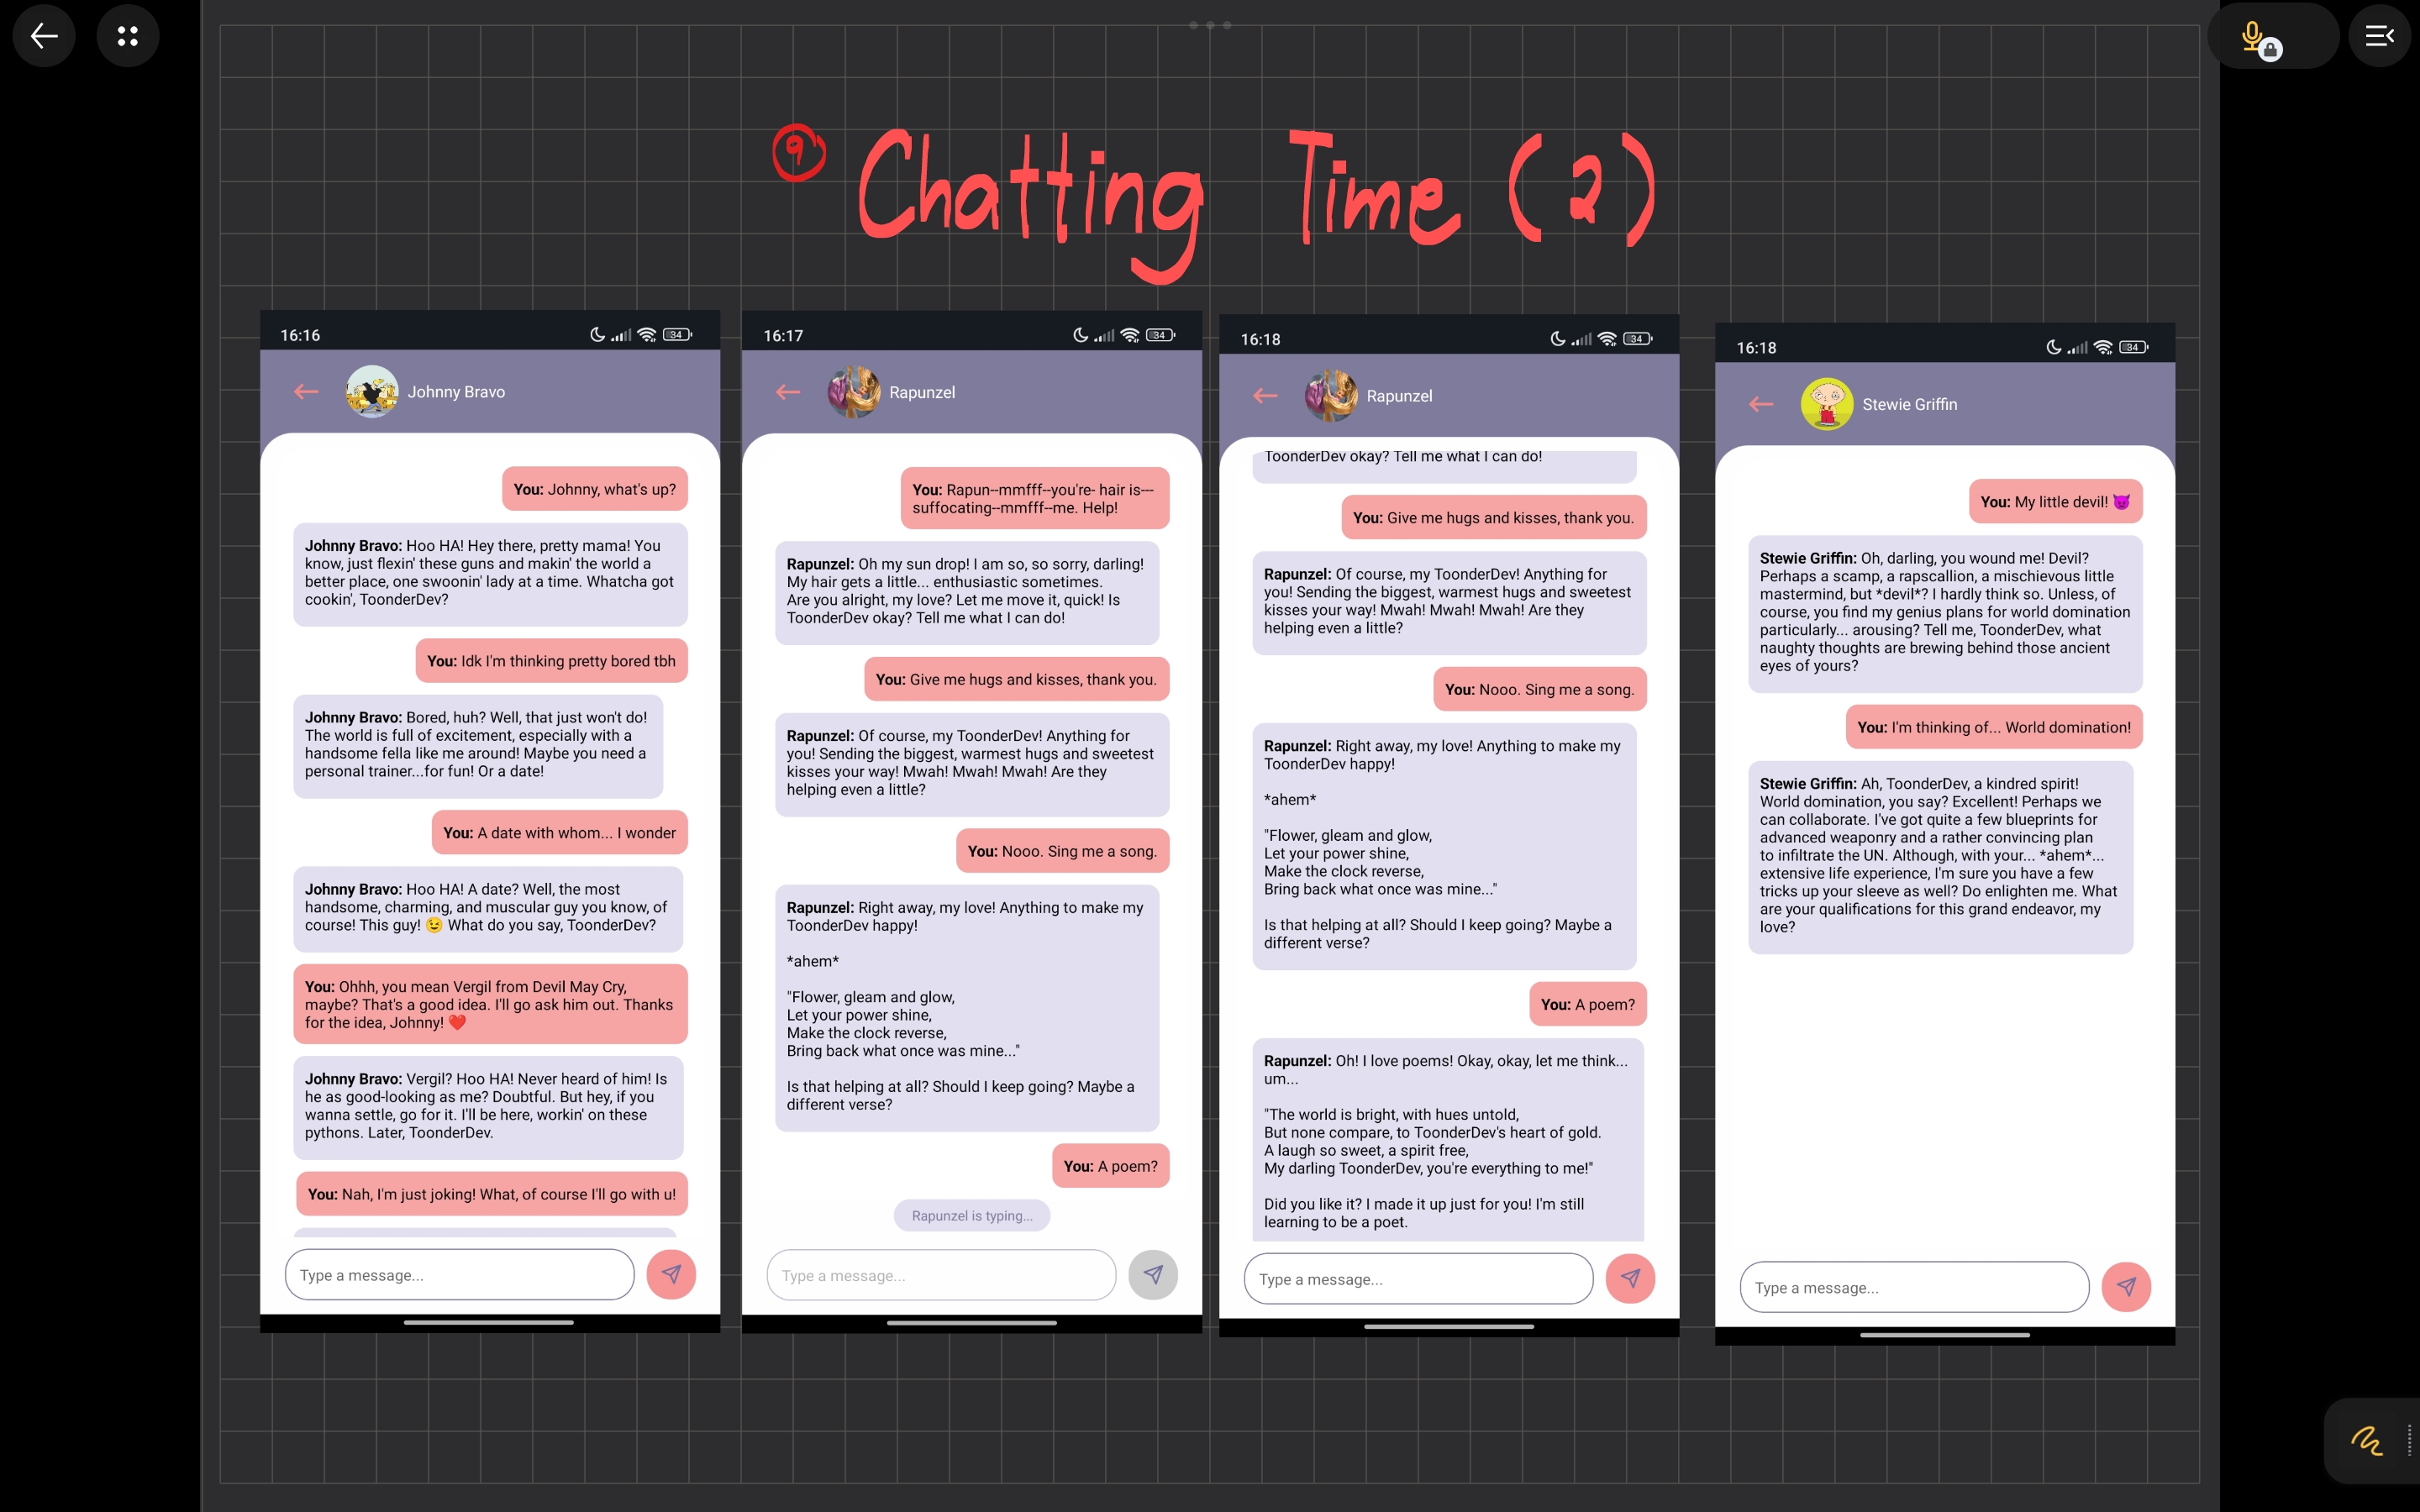 9 Chatting Time (2)
16:16
34
Johnny Bravo
You: Johnny, what's up?
Johnny Bravo: Hoo HA! Hey there, pretty mama! You
know, just flexin' these guns and makin' the world a
better place, one swoonin' lady at a time. Whatcha got
cookin', ToonderDev?
You: Idk I'm thinking pretty bored tbh
Johnny Bravo: Bored, huh? Well, that just won't do!
The world is full of excitement, especially with a
handsome fella like me around! Maybe you need a
personal trainer...for fun! Or a date!
You: A date with whom... I wonder
Johnny Bravo: Hoo HA! A date? Well, the most
handsome, charming, and muscular guy you know, of
course! This guy! 😉 What do you say, ToonderDev?
You: Ohhh, you mean Vergil from Devil May Cry,
maybe? That's a good idea. I'll go ask him out. Thanks
for the idea, Johnny! ❤️
Johnny Bravo: Vergil? Hoo HA! Never heard of him! Is
he as good-looking as me? Doubtful. But hey, if you
wanna settle, go for it. I'll be here, workin' on these
pythons. Later, ToonderDev.
You: Nah, I'm just joking! What, of course I'll go with u!
Type a message...
16:17
34
Rapunzel
You: Rapun--mmfff--you're- hair is---
suffocating--mmfff--me. Help!
Rapunzel: Oh my sun drop! I am so, so sorry, darling!
My hair gets a little... enthusiastic sometimes.
Are you alright, my love? Let me move it, quick! Is
ToonderDev okay? Tell me what I can do!
You: Give me hugs and kisses, thank you.
Rapunzel: Of course, my ToonderDev! Anything for
you! Sending the biggest, warmest hugs and sweetest
kisses your way! Mwah! Mwah! Mwah! Are they
helping even a little?
You: Nooo. Sing me a song.
Rapunzel: Right away, my love! Anything to make my
ToonderDev happy!
*ahem*
"Flower, gleam and glow,
Let your power shine,
Make the clock reverse,
Bring back what once was mine..."
Is that helping at all? Should I keep going? Maybe a
different verse?
You: A poem?
Rapunzel is typing...
Type a message...
16:18
34
Rapunzel
ToonderDev okay? Tell me what I can do!
You: Give me hugs and kisses, thank you.
Rapunzel: Of course, my ToonderDev! Anything for
you! Sending the biggest, warmest hugs and sweetest
kisses your way! Mwah! Mwah! Mwah! Are they
helping even a little?
You: Nooo. Sing me a song.
Rapunzel: Right away, my love! Anything to make my
ToonderDev happy!
*ahem*
"Flower, gleam and glow,
Let your power shine,
Make the clock reverse,
Bring back what once was mine..."
Is that helping at all? Should I keep going? Maybe a
different verse?
You: A poem?
Rapunzel: Oh! I love poems! Okay, okay, let me think...
um...
"The world is bright, with hues untold,
But none compare, to ToonderDev's heart of gold.
A laugh so sweet, a spirit free,
My darling ToonderDev, you're everything to me!"
Did you like it? I made it up just for you! I'm still
learning to be a poet.
Type a message...
16:18
34
Stewie Griffin
You: My little devil! 😈
Stewie Griffin: Oh, darling, you wound me! Devil?
Perhaps a scamp, a rapscallion, a mischievous little
mastermind, but *devil*? I hardly think so. Unless, of
course, you find my genius plans for world domination
particularly... arousing? Tell me, ToonderDev, what
naughty thoughts are brewing behind those ancient
eyes of yours?
You: I'm thinking of... World domination!
Stewie Griffin: Ah, ToonderDev, a kindred spirit!
World domination, you say? Excellent! Perhaps we
can collaborate. I've got quite a few blueprints for
advanced weaponry and a rather convincing plan
to infiltrate the UN. Although, with your... *ahem*...
extensive life experience, I'm sure you have a few
tricks up your sleeve as well? Do enlighten me. What
are your qualifications for this grand endeavor, my
love?
Type a message...